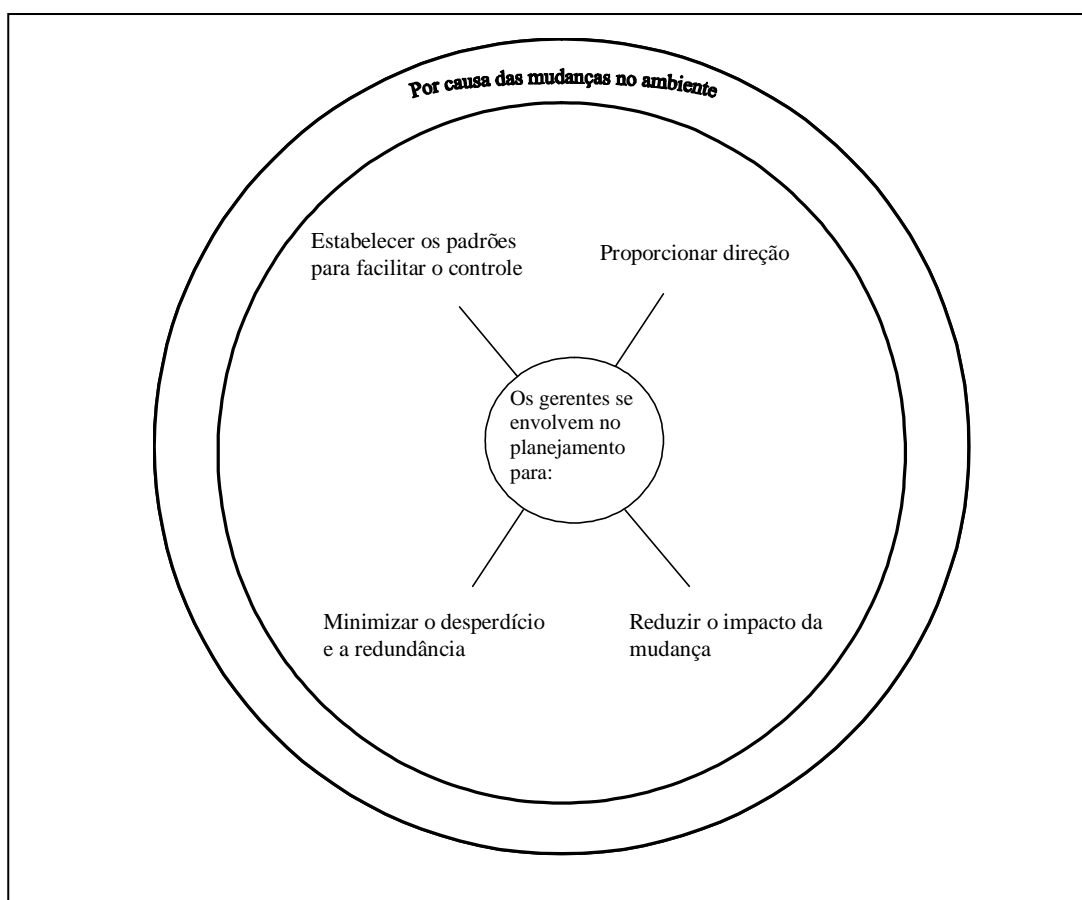 Por causa das mudanças no ambiente
Estabelecer os padrões
para facilitar o controle
Proporcionar direção
Os gerentes se
envolvem no
planejamento
para:
Minimizar o desperdício
e a redundância
Reduzir o impacto da
mudança